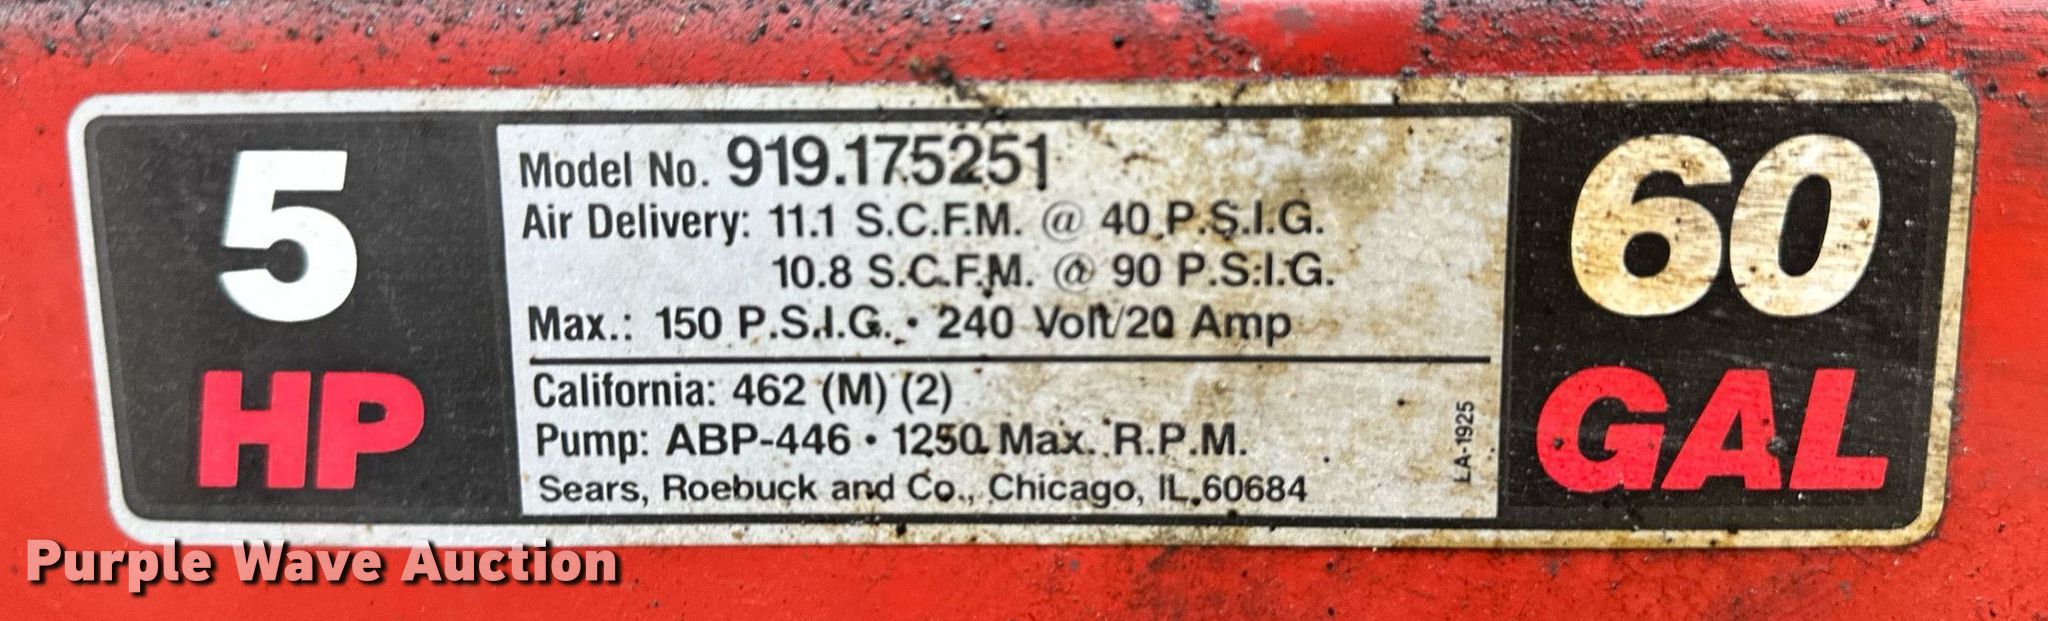 5
HP
Model No. 919.175251
Air Delivery: 11.1 S.C.F.M. @ 40 P.S.I.G.
10.8 S.C.F.M. @ 90 P.S.I.G.
Max.: 150 P.S.I.G. • 240 Volt/20 Amp
California: 462 (M) (2)
Pump: ABP-446 • 1250 Max. R.P.M.
Sears, Roebuck and Co., Chicago, IL 60684
LA-1925
60
GAL
Purple Wave Auction